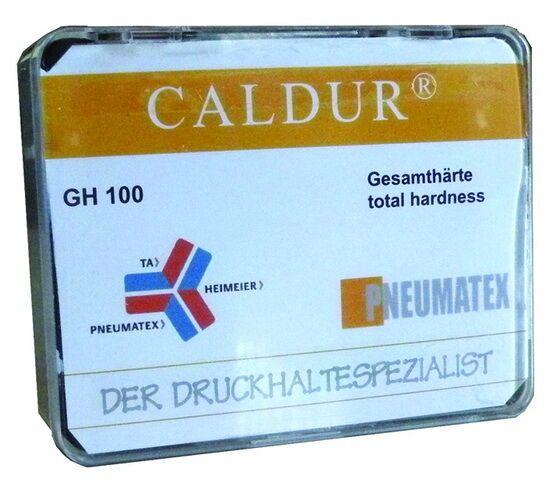 CALDUR®
GH 100
Gesamthärte
total hardness
TA〉
HEIMEIER〉
PNEUMATEX〉
PNEUMATEX
DER DRUCKHALTESPEZIALIST